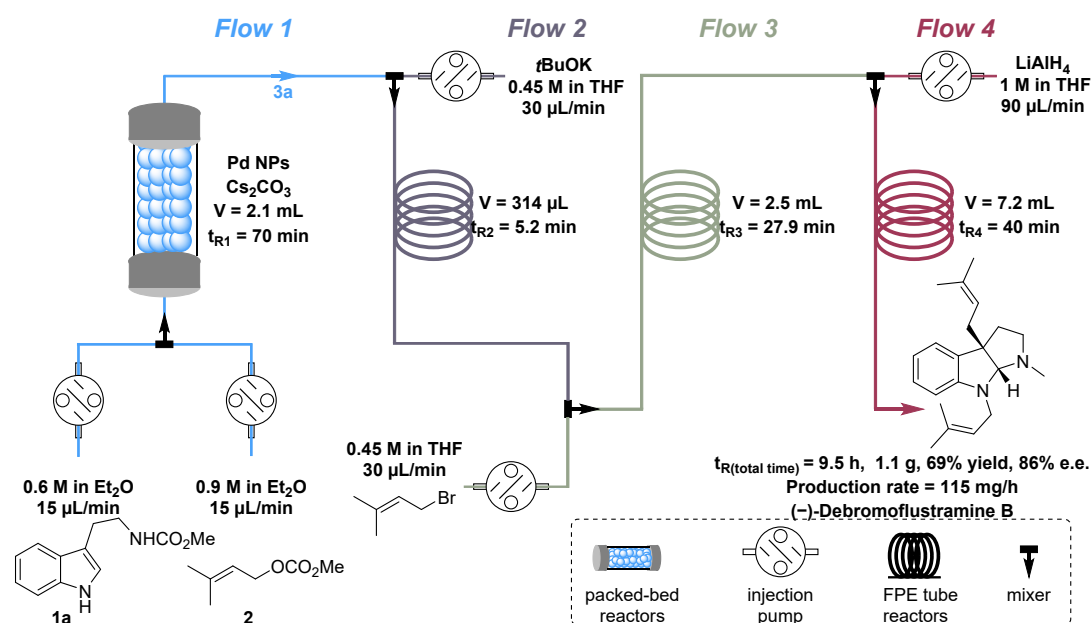 Flow 1
Flow 2
Flow 3
Flow 4
3a
tBuOK
0.45 M in THF
30 µL/min
LiAlH4
1 M in THF
90 µL/min
Pd NPs
Cs2CO3
V = 2.1 mL
tR1 = 70 min
V = 314 µL
tR2 = 5.2 min
V = 2.5 mL
tR3 = 27.9 min
V = 7.2 mL
tR4 = 40 min
N
H
N
0.6 M in Et2O
15 µL/min
0.9 M in Et2O
15 µL/min
0.45 M in THF
30 µL/min
Br
NHCO2Me
N
H
1a
OCO2Me
2
tR(total time) = 9.5 h, 1.1 g, 69% yield, 86% e.e.
Production rate = 115 mg/h
(−)-Debromoflustramine B
packed-bed
reactors
injection
pump
FPE tube
reactors
mixer